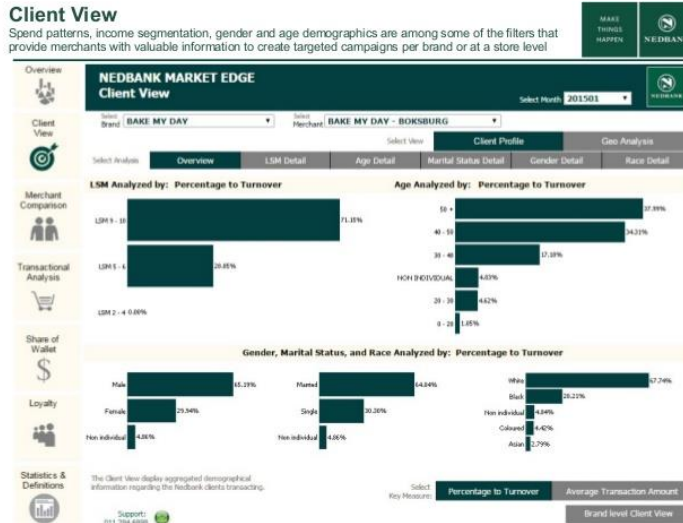 Client View
Spend patterns, income segmentation, gender and age demographics are among some of the filters that
provide merchants with valuable information to create targeted campaigns per brand or at a store level
MAKE
THINGS
HAPPEN
NEDBANK
Overview
Client
View
Merchant
Comparison
Transactional
Analysis
Share of
Wallet
Loyalty
Statistics &
Definitions
NEDBANK MARKET EDGE
Client View
Select Month 201501
NEDBANK
Select
Brand BAKE MY DAY
Select
Merchant BAKE MY DAY - BOKSBURG
Select View Client Profile Geo Analysis
Select Analysis Overview LSM Detail Age Detail Marital Status Detail Gender Detail Race Detail
LSM Analyzed by: Percentage to Turnover
LSM 9 - 10 71.15%
LSM 5 - 6 28.85%
LSM 2 - 4 0.00%
Age Analyzed by: Percentage to Turnover
50 + 37.99%
40 - 50 34.31%
30 - 40 17.18%
NON INDIVIDUAL 4.03%
20 - 30 4.62%
0 - 20 1.85%
Gender, Marital Status, and Race Analyzed by: Percentage to Turnover
Male 65.19%
Female 29.94%
Non individual 4.86%
Married 64.84%
Single 30.30%
Non individual 4.86%
White 67.74%
Black 20.21%
Non individual 4.84%
Coloured 4.42%
Asian 2.79%
The Client View display aggregated demographical
information regarding the Nedbank clients transacting.
Support:
Select
Key Measure: Percentage to Turnover Average Transaction Amount
Brand level Client View